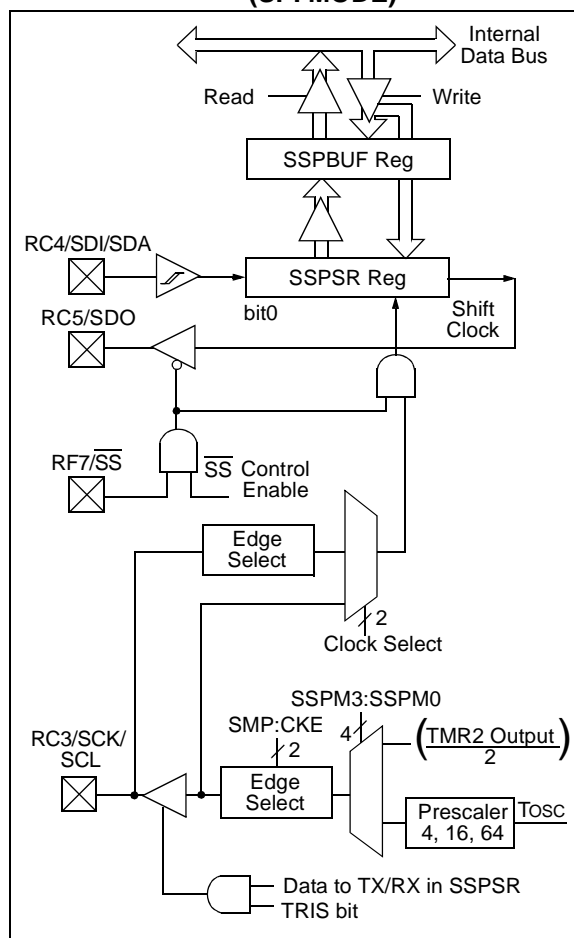 (SPI MODE)
Internal
Data Bus
Read
Write
SSPBUF Reg
RC4/SDI/SDA
SSPSR Reg
bit0
Shift
Clock
RC5/SDO
RF7/S̅S̅
S̅S̅ Control
Enable
Edge
Select
2
Clock Select
SSPM3:SSPM0
SMP:CKE
4
2
(TMR2 Output
2)
RC3/SCK/
SCL
Edge
Select
Prescaler
4, 16, 64
TOSC
Data to TX/RX in SSPSR
TRIS bit